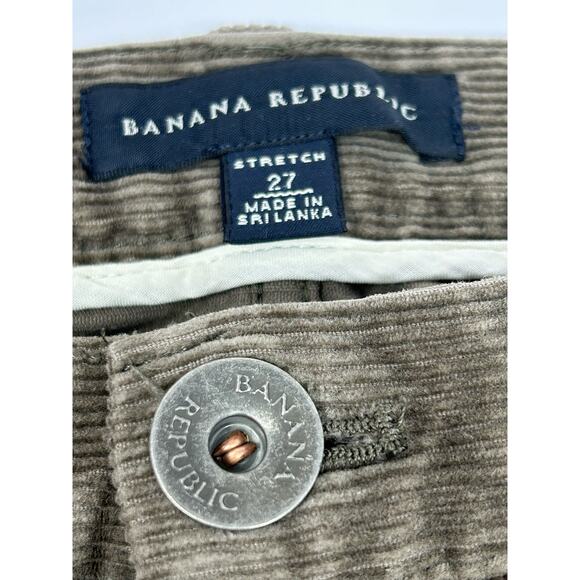 BANANA REPUBLIC
STRETCH
27
MADE IN
SRI LANKA
BANANA
REPUBLIC